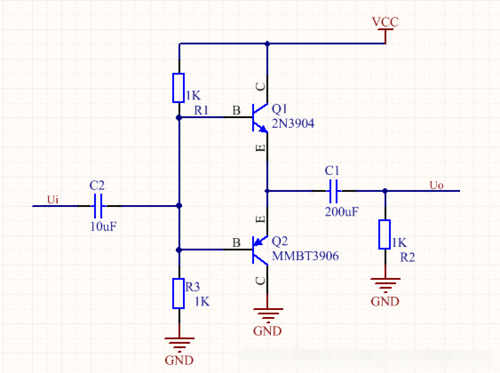 VCC
C
1K
R1
B
Q1
2N3904
E
Ui
C2
10uF
C1
200uF
Uo
E
B
Q2
MMBT3906
C
1K
R2
R3
1K
GND
GND
GND